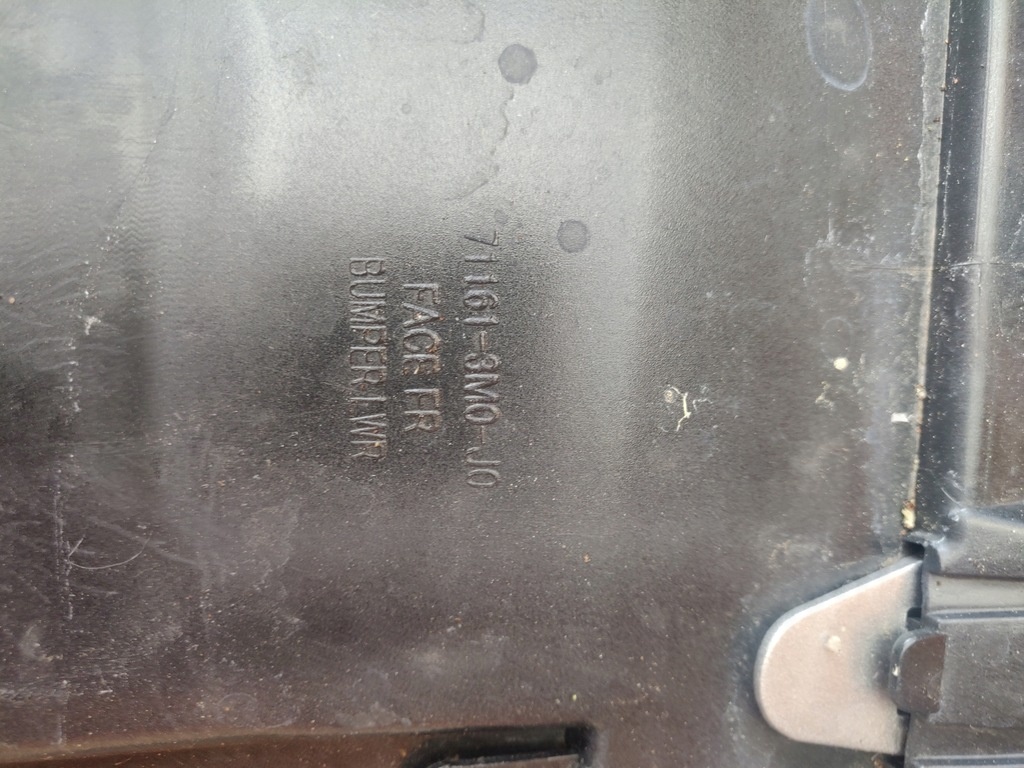 71161-3M0-J0
FACE FR
BUMPER LWR